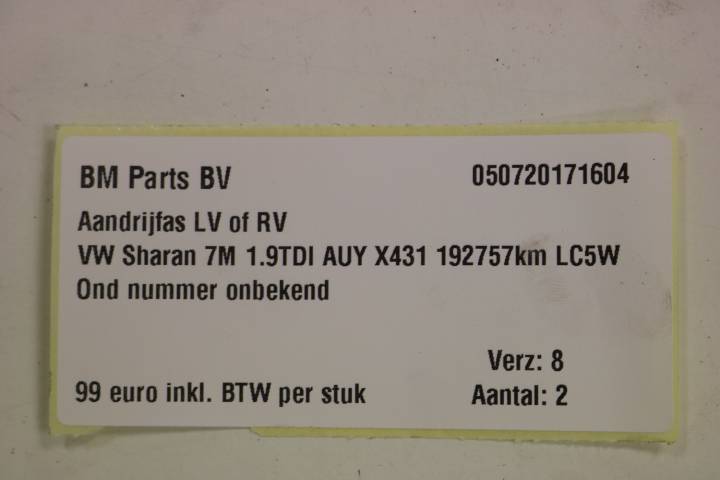 BM Parts BV 050720171604
Aandrijfas LV of RV
VW Sharan 7M 1.9TDI AUY X431 192757km LC5W
Ond nummer onbekend
Verz: 8
99 euro inkl. BTW per stuk Aantal: 2